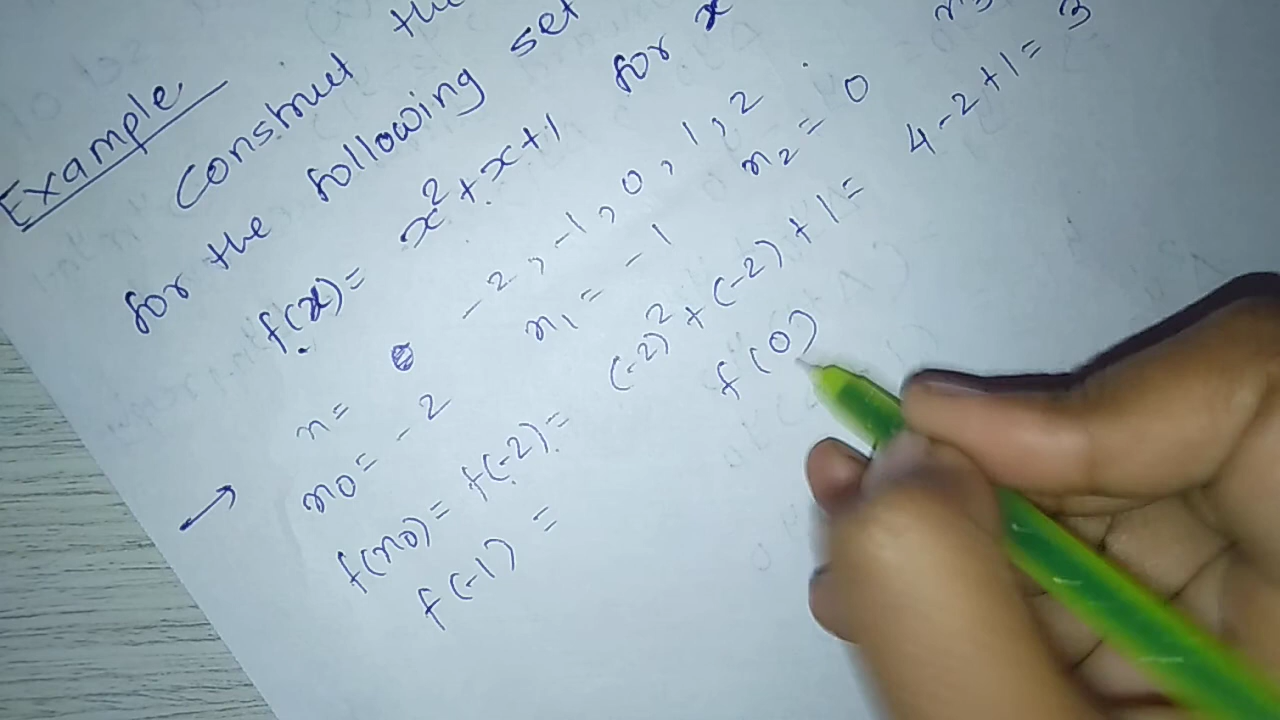 Example
Construct the
for the following set
f(x) = x² + x + 1 for x
x = -2, -1, 0, 1, 2
x0 = -2 x1 = -1 x2 = 0
f(x0) = f(-2) = (-2)² + (-2) + 1 = 4 - 2 + 1 = 3
f(-1) = f(0)